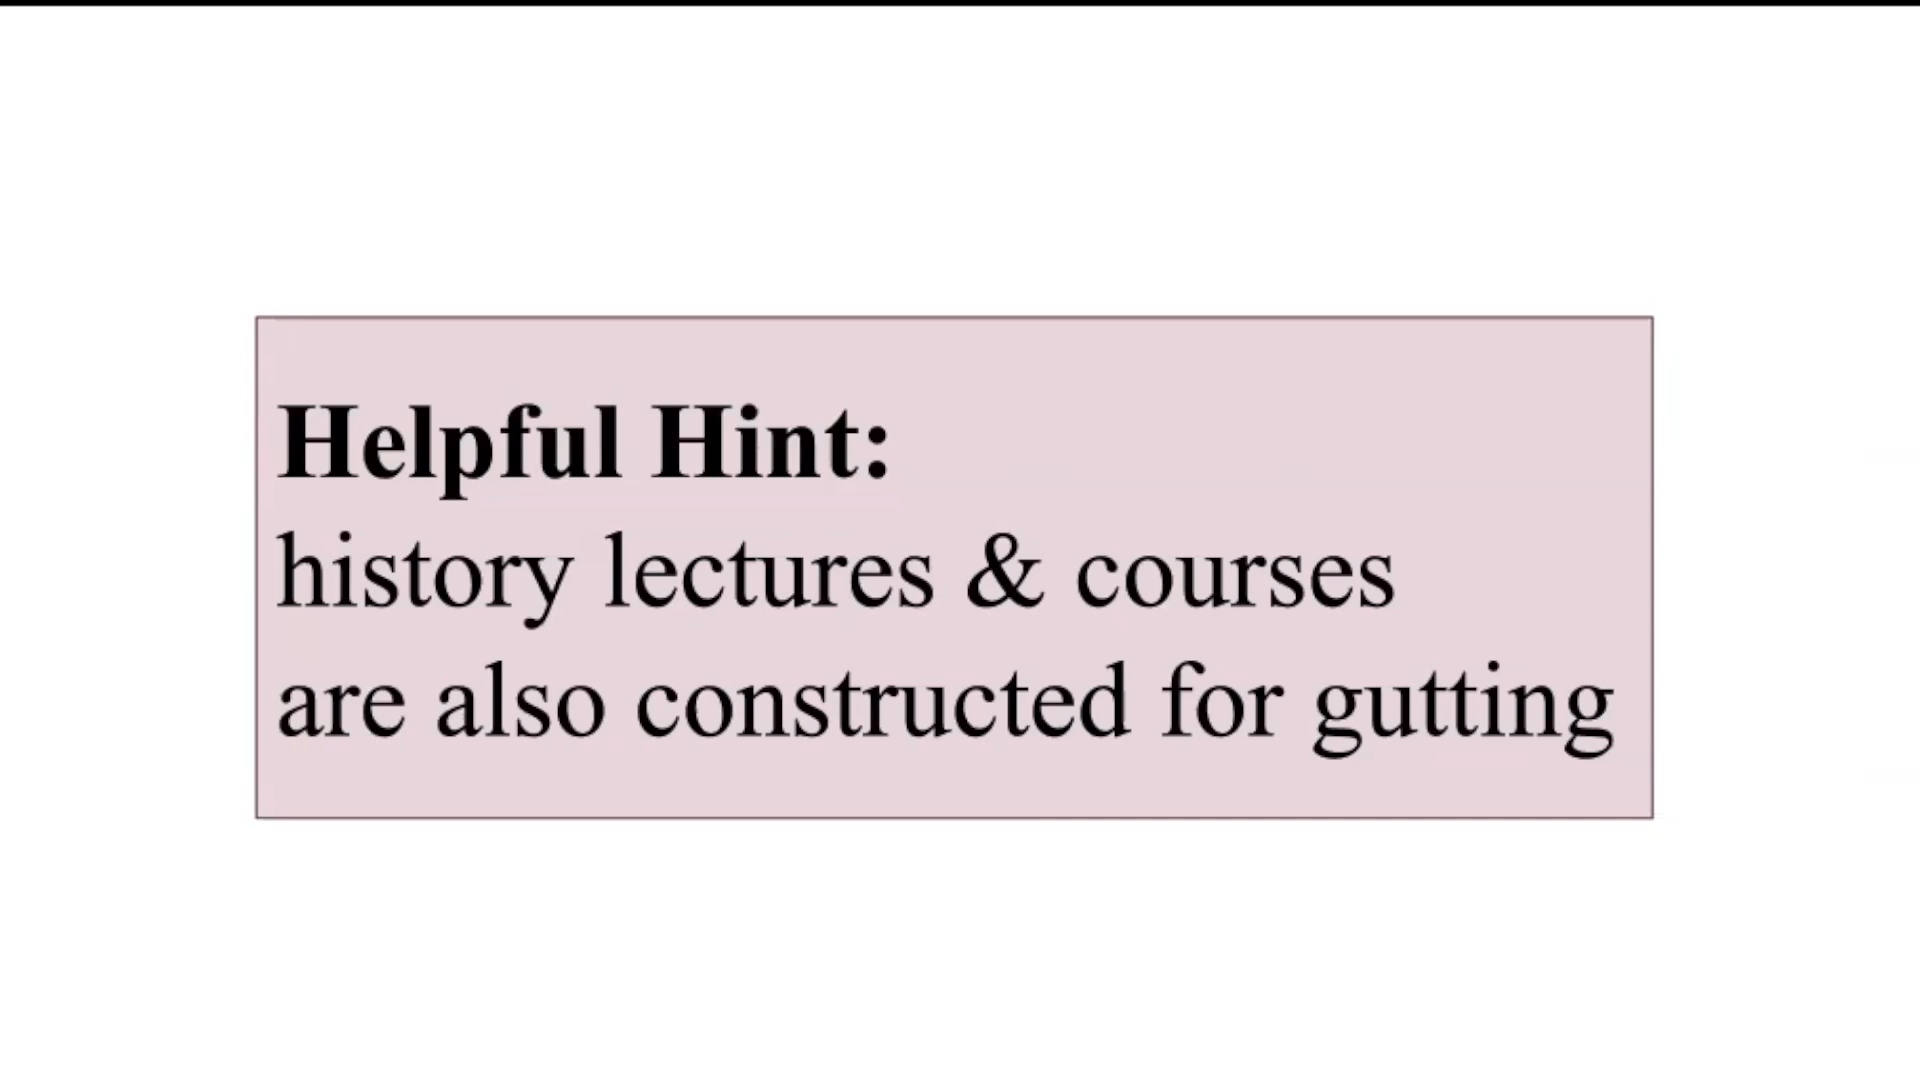 Helpful Hint:
history lectures & courses
are also constructed for gutting